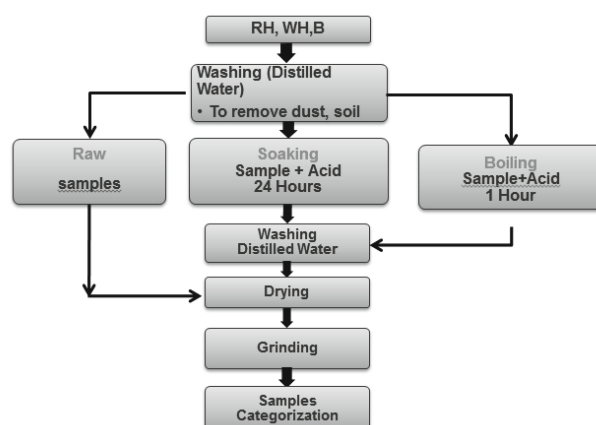 RH, WH,B
Washing (Distilled
Water)
• To remove dust, soil
Raw
samples
Soaking
Sample + Acid
24 Hours
Boiling
Sample+Acid
1 Hour
Washing
Distilled Water
Drying
Grinding
Samples
Categorization